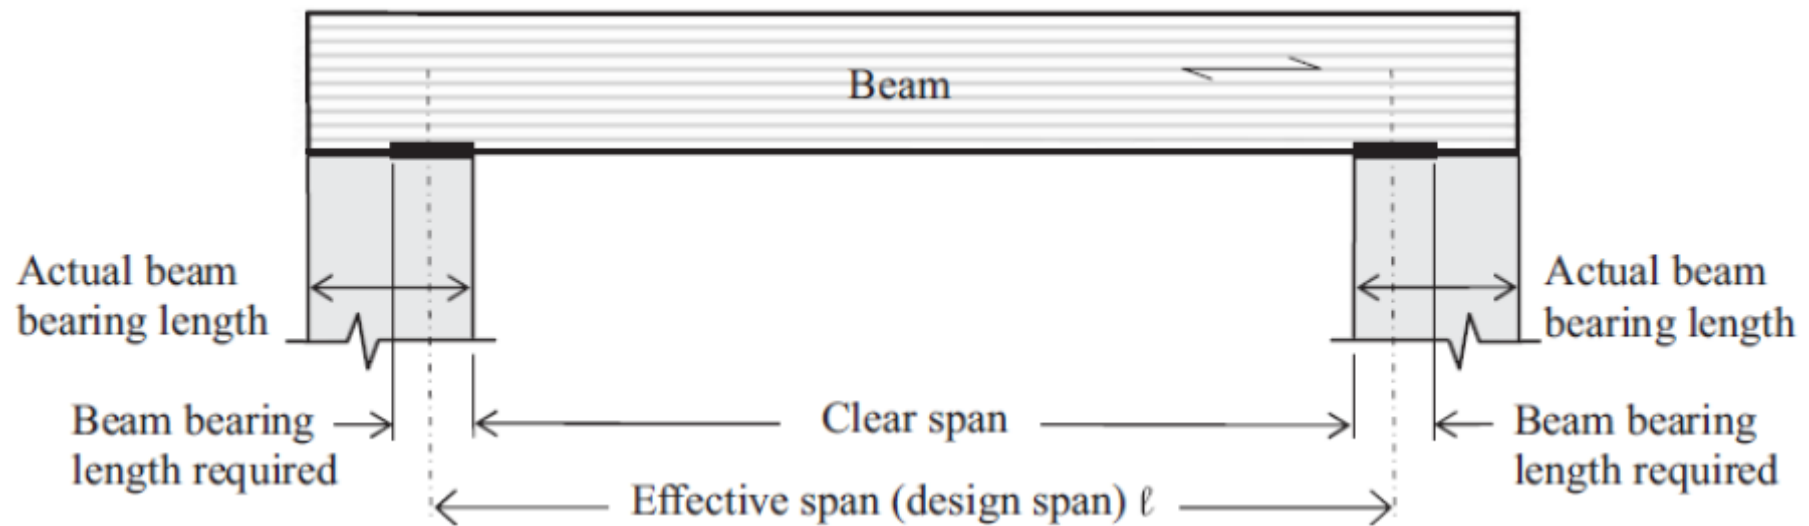 Beam
Actual beam
bearing length
Actual beam
bearing length
Beam bearing
length required
Clear span
Beam bearing
length required
Effective span (design span) ℓ